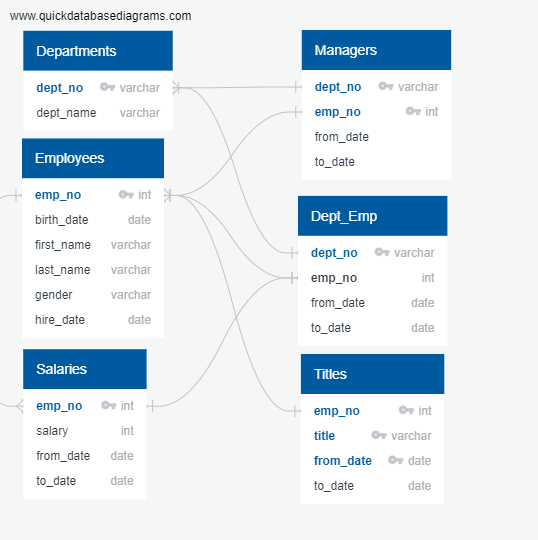 www.quickdatabasediagrams.com
Departments
dept_no varchar
dept_name varchar
Employees
emp_no int
birth_date date
first_name varchar
last_name varchar
gender varchar
hire_date date
Salaries
emp_no int
salary int
from_date date
to_date date
Managers
dept_no varchar
emp_no int
from_date
to_date
Dept_Emp
dept_no varchar
emp_no int
from_date date
to_date date
Titles
emp_no int
title varchar
from_date date
to_date date